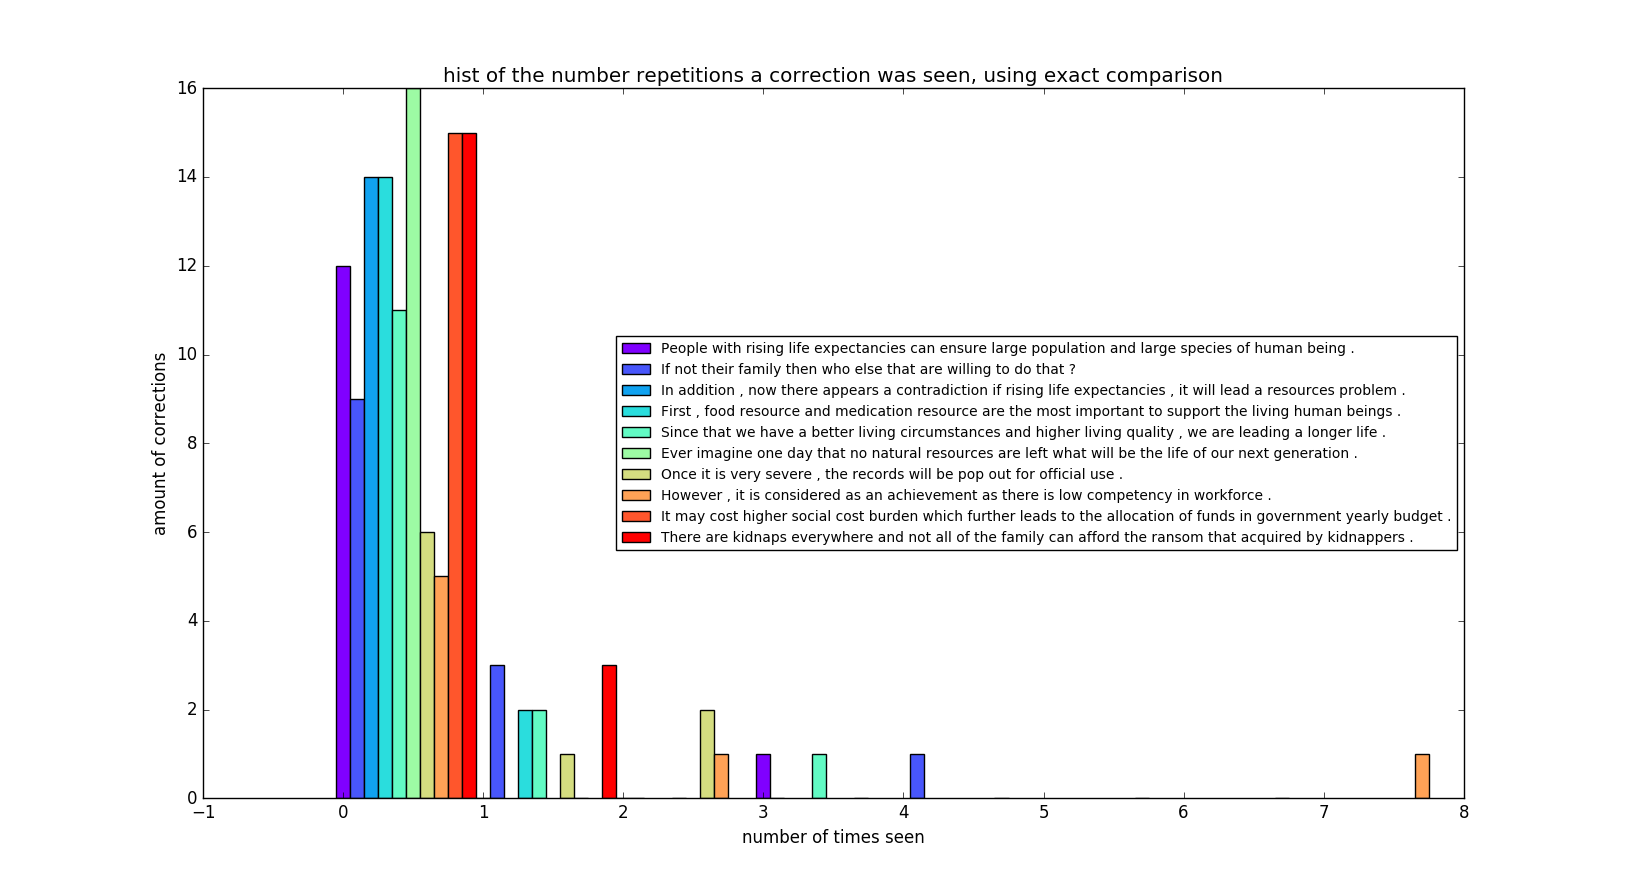 hist of the number repetitions a correction was seen, using exact comparison
16
14
12
10
8
6
4
2
0
amount of corrections
People with rising life expectancies can ensure large population and large species of human being .
If not their family then who else that are willing to do that ?
In addition , now there appears a contradiction if rising life expectancies , it will lead a resources problem .
First , food resource and medication resource are the most important to support the living human beings .
Since that we have a better living circumstances and higher living quality , we are leading a longer life .
Ever imagine one day that no natural resources are left what will be the life of our next generation .
Once it is very severe , the records will be pop out for official use .
However , it is considered as an achievement as there is low competency in workforce .
It may cost higher social cost burden which further leads to the allocation of funds in government yearly budget .
There are kidnaps everywhere and not all of the family can afford the ransom that acquired by kidnappers .
−1 0 1 2 3 4 5 6 7 8
number of times seen